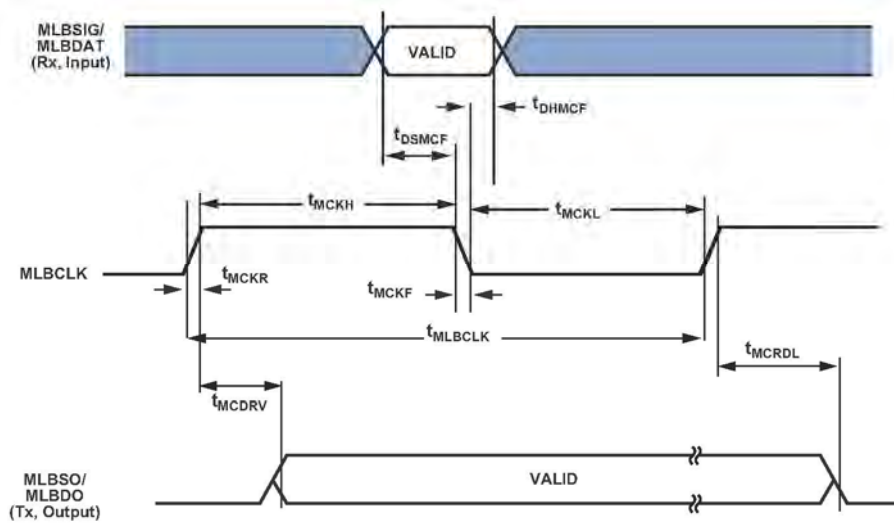 MLBSIG/
MLBDAT
(Rx, Input)
VALID
tDHMCF
tDSMCF
tMCKH
tMCKL
MLBCLK
tMCKR
tMCKF
tMLBCLK
tMCRDL
tMCDRV
MLBSO/
MLBDO
(Tx, Output)
VALID